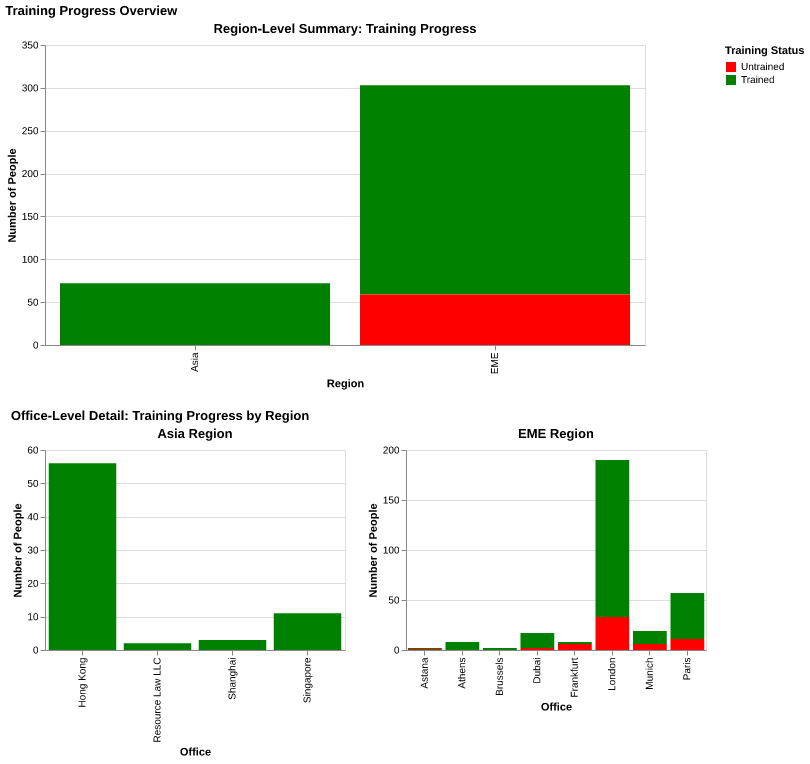 Training Progress Overview
Region-Level Summary: Training Progress
Training Status
Untrained
Trained
Number of People
350
300
250
200
150
100
50
0
Asia
EME
Region
Office-Level Detail: Training Progress by Region
Asia Region
Number of People
60
50
40
30
20
10
0
Hong Kong
Resource Law LLC
Shanghai
Singapore
Office
EME Region
Number of People
200
150
100
50
0
Astana
Athens
Brussels
Dubai
Frankfurt
London
Munich
Paris
Office